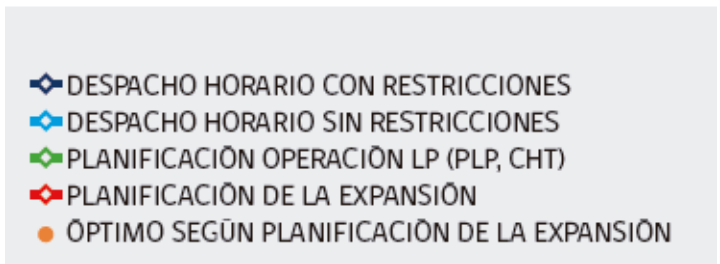 DESPACHO HORARIO CON RESTRICCIONES
DESPACHO HORARIO SIN RESTRICCIONES
PLANIFICACIÓN OPERACIÓN LP (PLP, CHT)
PLANIFICACIÓN DE LA EXPANSIÓN
ÓPTIMO SEGÚN PLANIFICACIÓN DE LA EXPANSIÓN